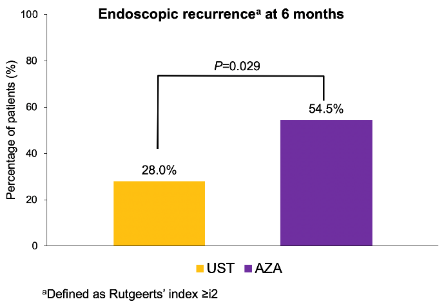 Endoscopic recurrenceᵃ at 6 months
Percentage of patients (%)
100
80
60
40
20
0
P=0.029
28.0%
54.5%
UST AZA
ᵃDefined as Rutgeerts’ index ≥i2